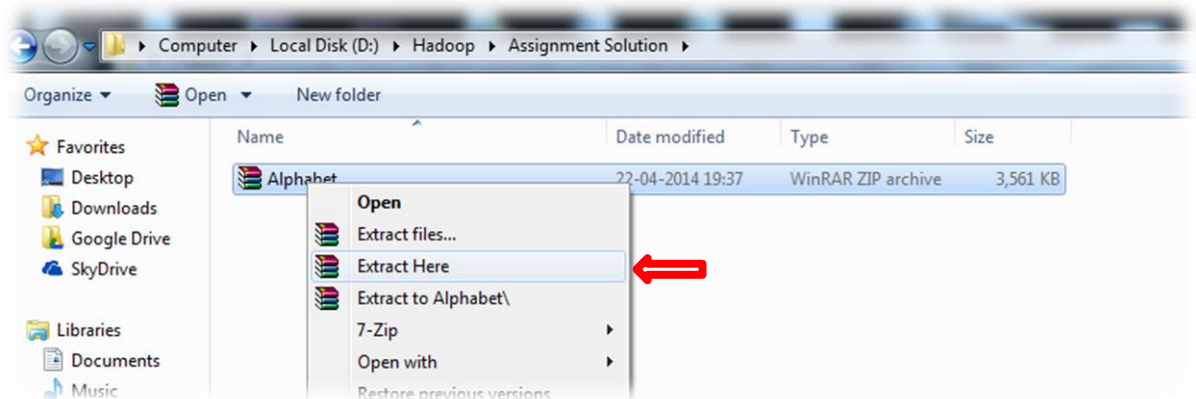 Computer ▸ Local Disk (D:) ▸ Hadoop ▸ Assignment Solution ▸
Organize ▾ Open ▾ New folder
Favorites
Desktop
Downloads
Google Drive
SkyDrive
Libraries
Documents
Music
Name Date modified Type Size
Alphabet 22-04-2014 19:37 WinRAR ZIP archive 3,561 KB
Open
Extract files...
Extract Here
Extract to Alphabet\
7-Zip
Open with
Restore previous versions